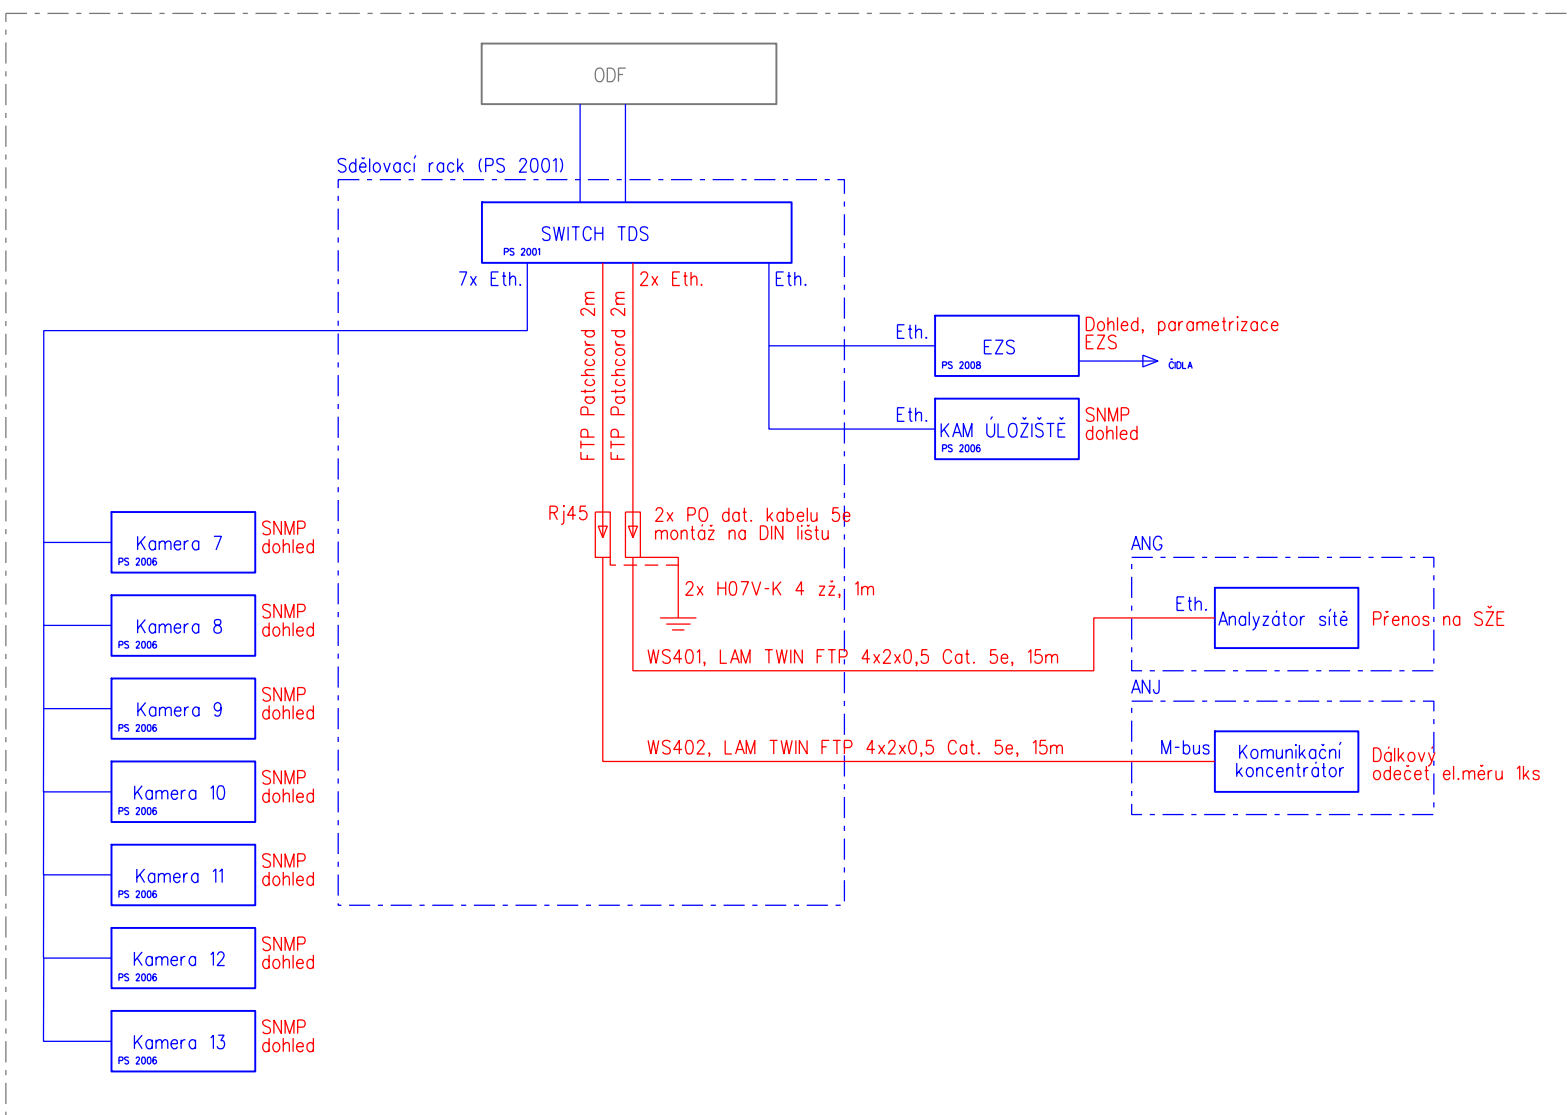 ODF
Sdělovací rack (PS 2001)
SWITCH TDS
PS 2001
7x Eth.
2x Eth.
Eth.
FTP Patchcord 2m
FTP Patchcord 2m
Eth.
EZS
PS 2008
Dohled, parametrizace
EZS
ČIDLA
Eth.
KAM ÚLOŽIŠTĚ
PS 2006
SNMP
dohled
Rj45
2x PO dat. kabelu 5e
montáž na DIN lištu
2x H07V-K 4 zž, 1m
WS401, LAM TWIN FTP 4x2x0,5 Cat. 5e, 15m
ANG
Eth.
Analyzátor sítě
Přenos na SŽE
WS402, LAM TWIN FTP 4x2x0,5 Cat. 5e, 15m
ANJ
M-bus
Komunikační
koncentrátor
Dálkový
odečet el.měru 1ks
Kamera 7
PS 2006
SNMP
dohled
Kamera 8
PS 2006
SNMP
dohled
Kamera 9
PS 2006
SNMP
dohled
Kamera 10
PS 2006
SNMP
dohled
Kamera 11
PS 2006
SNMP
dohled
Kamera 12
PS 2006
SNMP
dohled
Kamera 13
PS 2006
SNMP
dohled